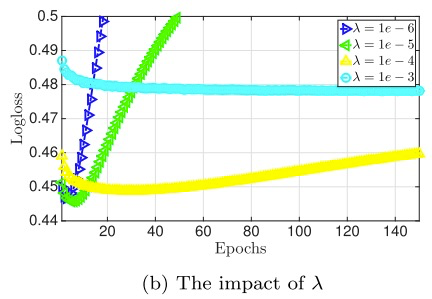 0.5
0.49
0.48
0.47
0.46
0.45
0.44
Logloss
λ = 1e − 6
λ = 1e − 5
λ = 1e − 4
λ = 1e − 3
20 40 60 80 100 120 140
Epochs
(b) The impact of λ